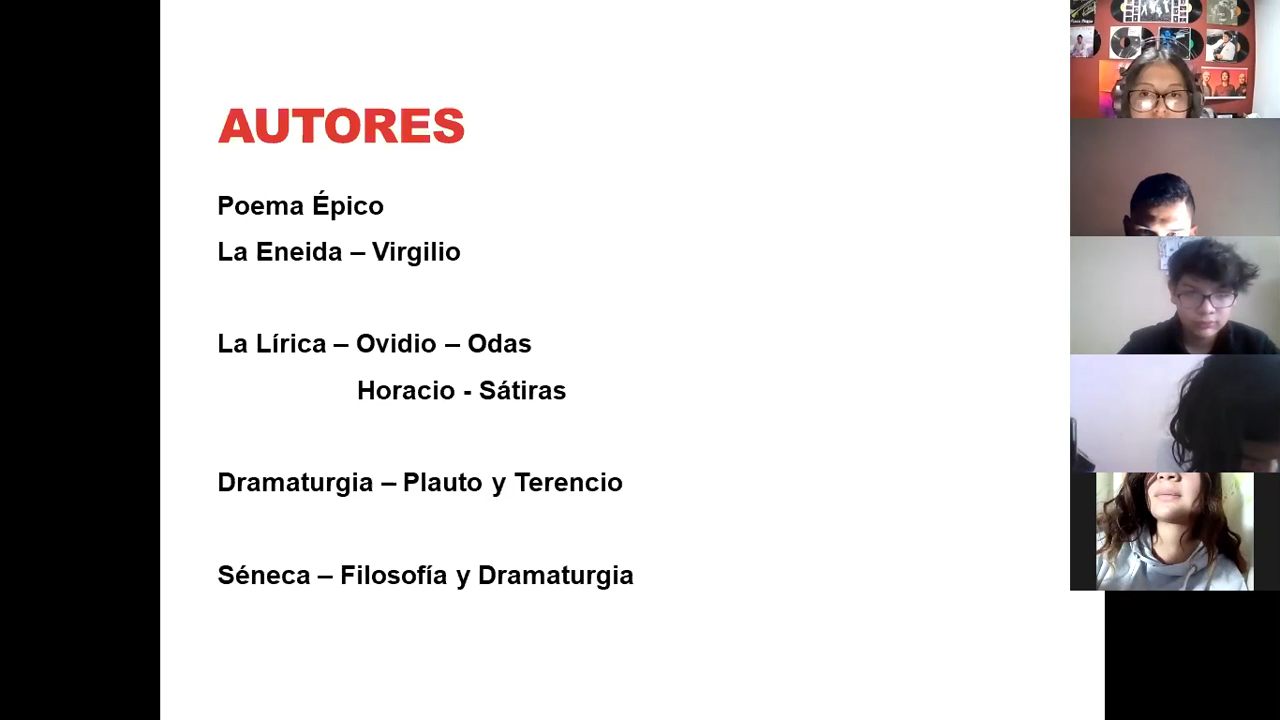 AUTORES
Poema Épico
La Eneida – Virgilio
La Lírica – Ovidio – Odas
Horacio - Sátiras
Dramaturgia – Plauto y Terencio
Séneca – Filosofía y Dramaturgia